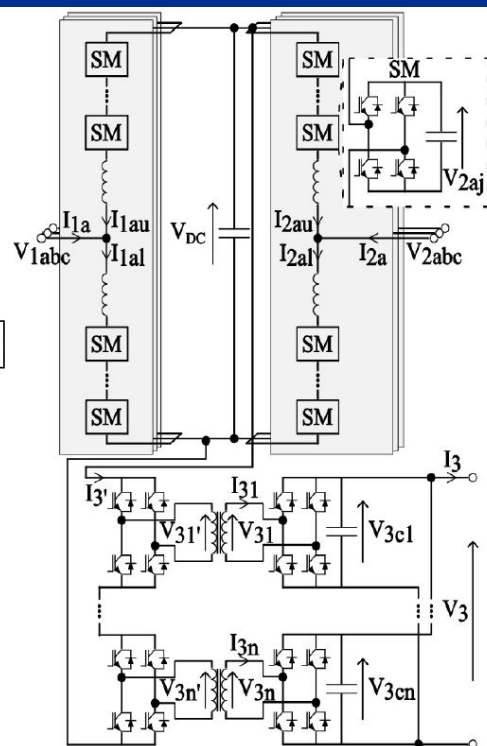 SM
SM
SM
SM
SM
V2aj
I1a
I1au
V1abc
I1al
VDC
I2au
I2al
I2a
V2abc
SM
SM
SM
SM
I3'
I31
V31'
V31
V3c1
I3
V3
I3n
V3n'
V3n
V3cn